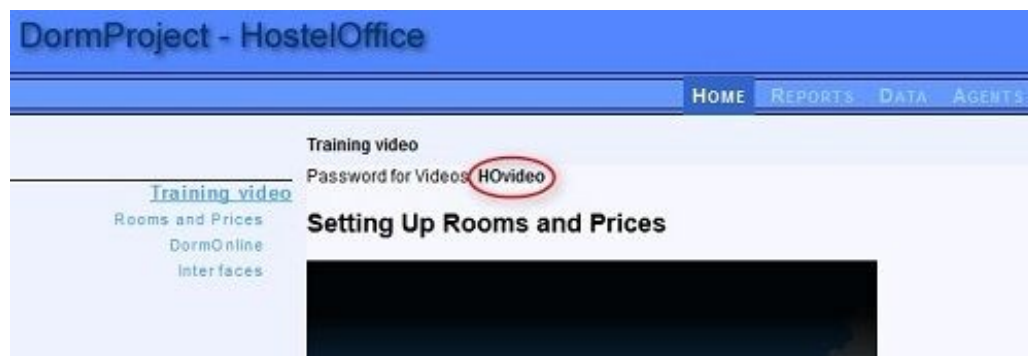 DormProject - HostelOffice
HOME REPORTS DATA AGENTS
Training video
Password for Videos HOvideo
Training video
Rooms and Prices
DormOnline
Interfaces
Setting Up Rooms and Prices